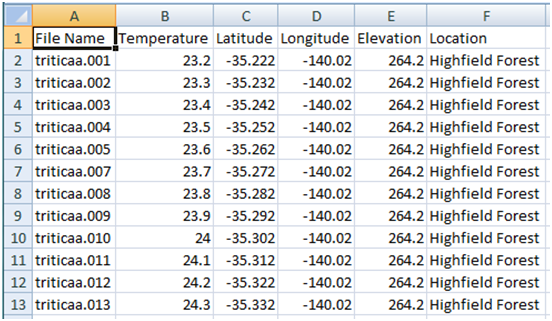 A B C D E F
1 File Name Temperature Latitude Longitude Elevation Location
2 triticaa.001 23.2 -35.222 -140.02 264.2 Highfield Forest
3 triticaa.002 23.3 -35.232 -140.02 264.2 Highfield Forest
4 triticaa.003 23.4 -35.242 -140.02 264.2 Highfield Forest
5 triticaa.004 23.5 -35.252 -140.02 264.2 Highfield Forest
6 triticaa.005 23.6 -35.262 -140.02 264.2 Highfield Forest
7 triticaa.007 23.7 -35.272 -140.02 264.2 Highfield Forest
8 triticaa.008 23.8 -35.282 -140.02 264.2 Highfield Forest
9 triticaa.009 23.9 -35.292 -140.02 264.2 Highfield Forest
10 triticaa.010 24 -35.302 -140.02 264.2 Highfield Forest
11 triticaa.011 24.1 -35.312 -140.02 264.2 Highfield Forest
12 triticaa.012 24.2 -35.322 -140.02 264.2 Highfield Forest
13 triticaa.013 24.3 -35.332 -140.02 264.2 Highfield Forest